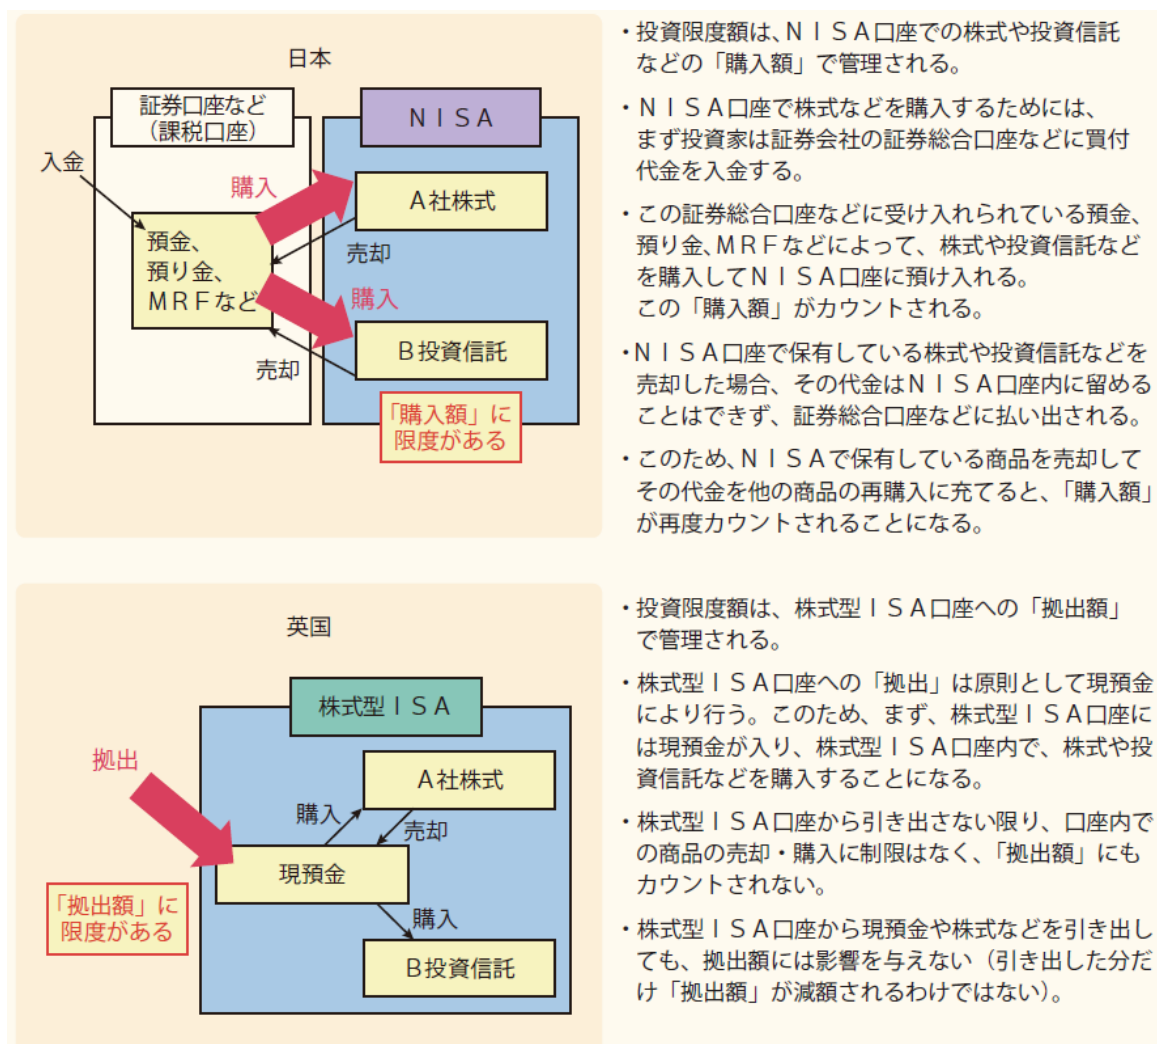 日本
証券口座など
（課税口座）
ＮＩＳＡ
入金
購入
Ａ社株式
預金、
預り金、
ＭＲＦなど
売却
購入
Ｂ投資信託
売却
「購入額」に
限度がある
・投資限度額は、ＮＩＳＡ口座での株式や投資信託
などの「購入額」で管理される。
・ＮＩＳＡ口座で株式などを購入するためには、
まず投資家は証券会社の証券総合口座などに買付
代金を入金する。
・この証券総合口座などに受け入れられている預金、
預り金、ＭＲＦなどによって、株式や投資信託など
を購入してＮＩＳＡ口座に預け入れる。
この「購入額」がカウントされる。
・ＮＩＳＡ口座で保有している株式や投資信託などを
売却した場合、その代金はＮＩＳＡ口座内に留める
ことはできず、証券総合口座などに払い出される。
・このため、ＮＩＳＡで保有している商品を売却して
その代金を他の商品の再購入に充てると、「購入額」
が再度カウントされることになる。
英国
株式型ＩＳＡ
拠出
Ａ社株式
購入
売却
現預金
「拠出額」に
限度がある
購入
Ｂ投資信託
・投資限度額は、株式型ＩＳＡ口座への「拠出額」
で管理される。
・株式型ＩＳＡ口座への「拠出」は原則として現預金
により行う。このため、まず、株式型ＩＳＡ口座に
は現預金が入り、株式型ＩＳＡ口座内で、株式や投
資信託などを購入することになる。
・株式型ＩＳＡ口座から引き出さない限り、口座内で
の商品の売却・購入に制限はなく、「拠出額」にも
カウントされない。
・株式型ＩＳＡ口座から現預金や株式などを引き出し
ても、拠出額には影響を与えない（引き出した分だ
け「拠出額」が減額されるわけではない）。